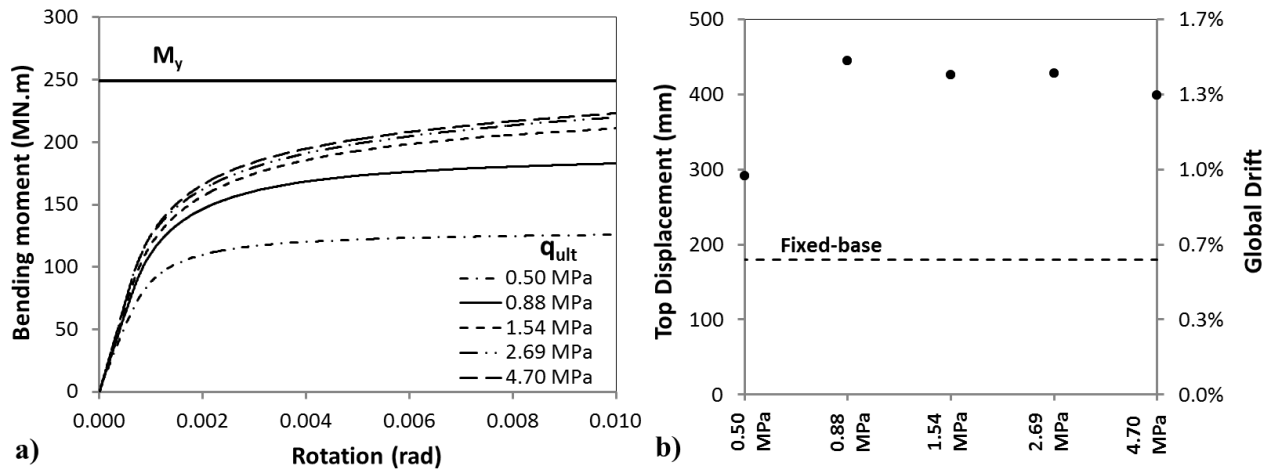 Bending moment (MN.m)
300
250
200
150
100
50
0
My
qult
0.50 MPa
0.88 MPa
1.54 MPa
2.69 MPa
4.70 MPa
0.000
0.002
0.004
0.006
0.008
0.010
a)
Rotation (rad)
Top Displacement (mm)
500
400
300
200
100
0
Fixed-base
1.7%
1.3%
1.0%
0.7%
0.3%
0.0%
Global Drift
0.50
MPa
0.88
MPa
1.54
MPa
2.69
MPa
4.70
MPa
b)